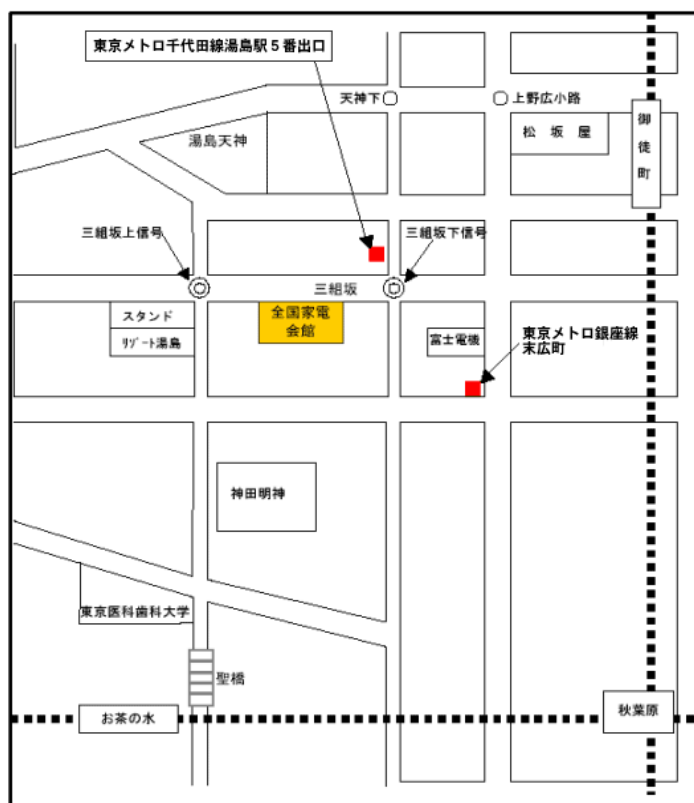 東京メトロ千代田線湯島駅５番出口
天神下
上野広小路
御
徒
町
松坂屋
湯島天神
三組坂上信号
三組坂下信号
三組坂
スタンド
ﾘｿﾞｰﾄ湯島
全国家電
会館
富士電機
東京メトロ銀座線
末広町
神田明神
東京医科歯科大学
聖橋
お茶の水
秋葉原